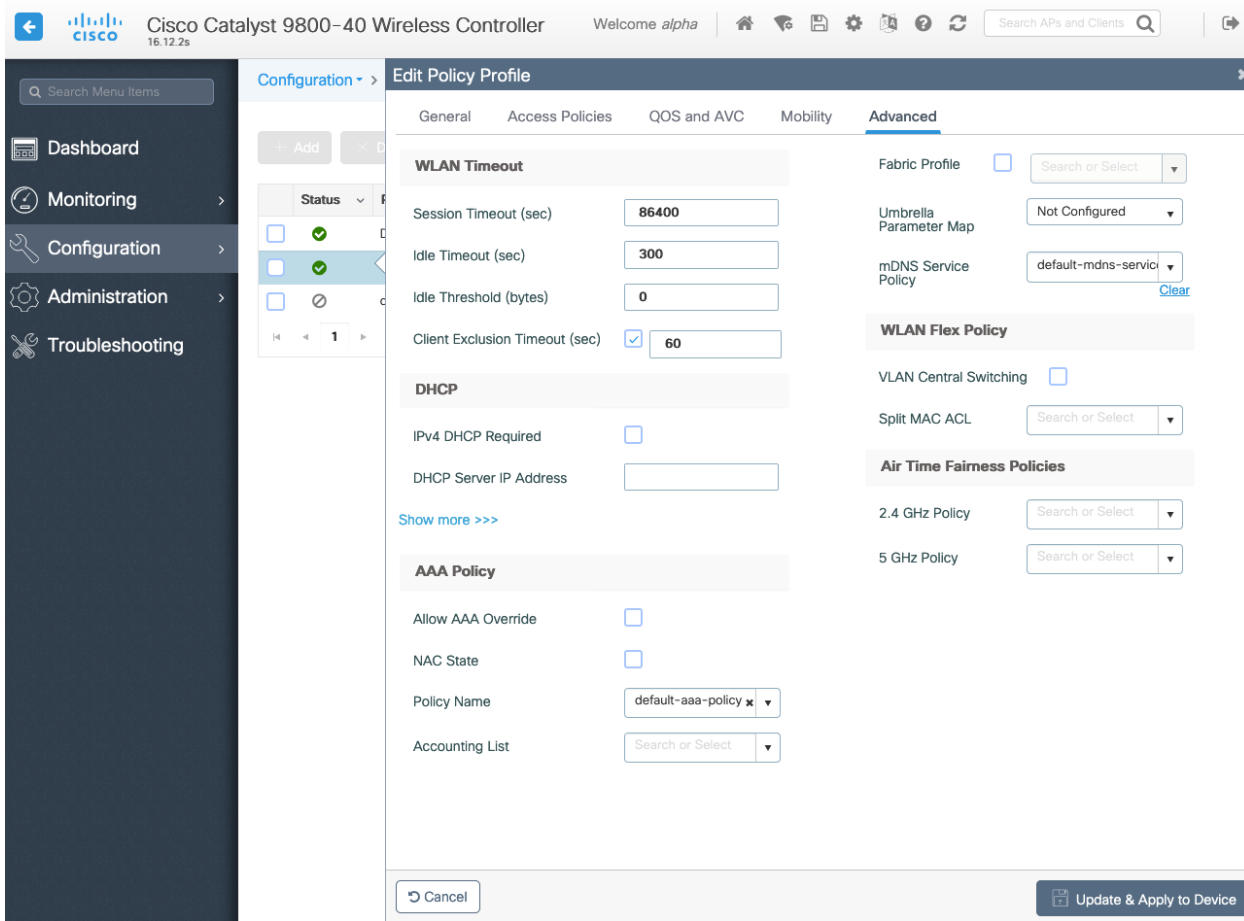 cisco
Cisco Catalyst 9800-40 Wireless Controller
16.12.2s
Welcome alpha
Search APs and Clients
Search Menu Items
Dashboard
Monitoring
Configuration
Administration
Troubleshooting
Configuration >
+ Add
× D
Status
1
Edit Policy Profile
General
Access Policies
QOS and AVC
Mobility
Advanced
WLAN Timeout
Session Timeout (sec)
86400
Idle Timeout (sec)
300
Idle Threshold (bytes)
0
Client Exclusion Timeout (sec)
60
DHCP
IPv4 DHCP Required
DHCP Server IP Address
Show more >>>
AAA Policy
Allow AAA Override
NAC State
Policy Name
default-aaa-policy
Accounting List
Search or Select
Fabric Profile
Search or Select
Umbrella
Parameter Map
Not Configured
mDNS Service
Policy
default-mdns-servic
Clear
WLAN Flex Policy
VLAN Central Switching
Split MAC ACL
Search or Select
Air Time Fairness Policies
2.4 GHz Policy
Search or Select
5 GHz Policy
Search or Select
Cancel
Update & Apply to Device